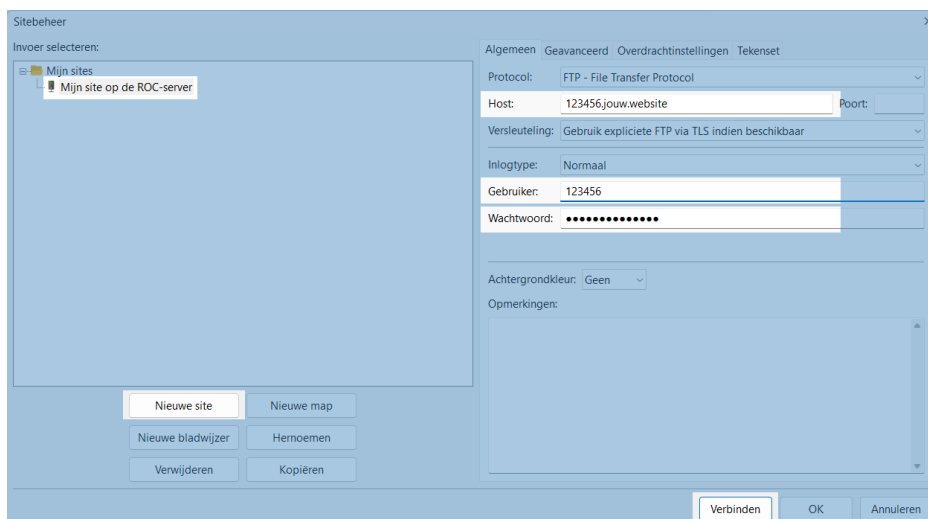 Sitebeheer
Invoer selecteren:
Mijn sites
Mijn site op de ROC-server
Nieuwe site
Nieuwe map
Nieuwe bladwijzer
Hernoemen
Verwijderen
Kopiëren
Algemeen Geavanceerd Overdrachtinstellingen Tekenset
Protocol: FTP - File Transfer Protocol
Host: 123456.jouw.website Poort:
Versleuteling: Gebruik expliciete FTP via TLS indien beschikbaar
Inlogtype: Normaal
Gebruiker: 123456
Wachtwoord: ●●●●●●●●●●●●●●
Achtergrondkleur: Geen
Opmerkingen:
Verbinden OK Annuleren